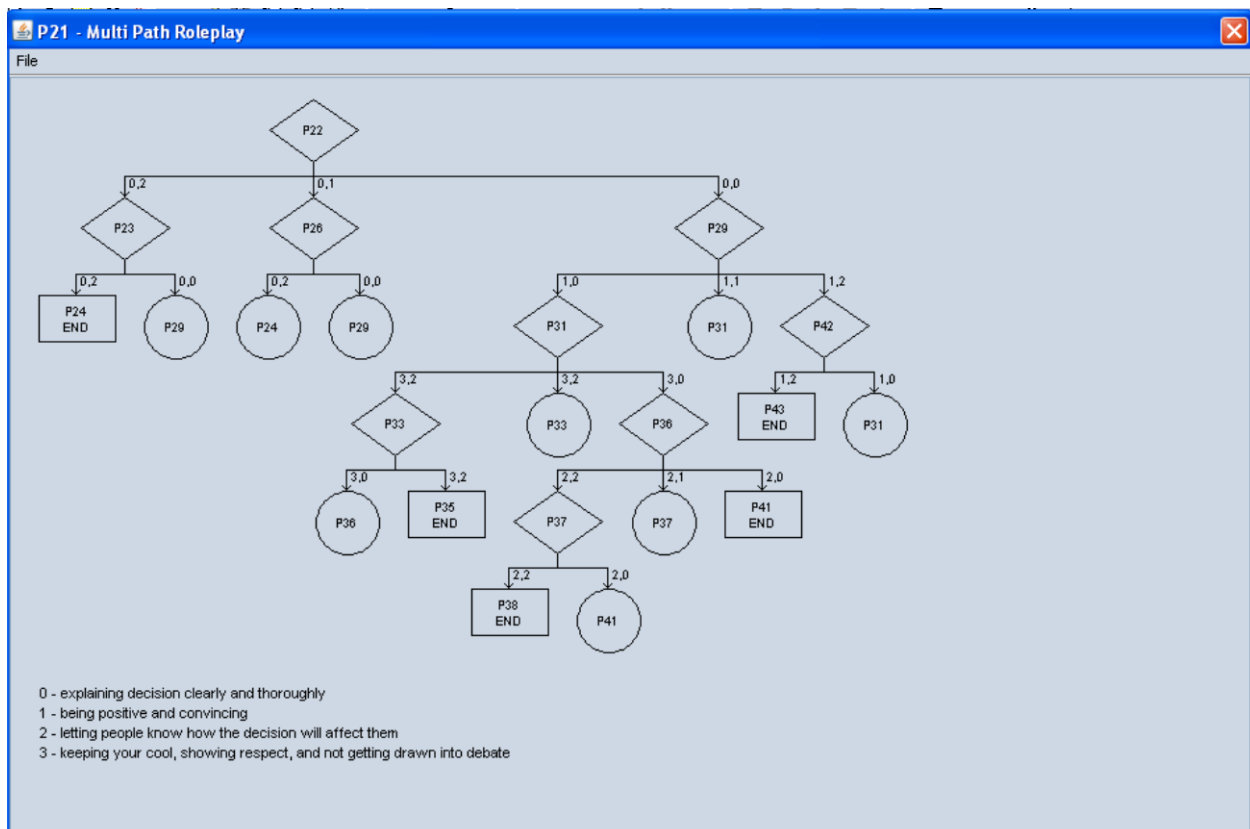 P21 - Multi Path Roleplay
File
P22
0,2 0,1 0,0
P23 P26 P29
0,2 0,0 0,2 0,0 1,0 1,1 1,2
P24
END
P29 P24 P29 P31 P31 P42
3,2 3,2 3,0 1,2 1,0
P33 P33 P36
P43
END
P31
3,0 3,2 2,2 2,1 2,0
P36
P35
END
P37 P37
P41
END
2,2 2,0
P38
END
P41
0 - explaining decision clearly and thoroughly
1 - being positive and convincing
2 - letting people know how the decision will affect them
3 - keeping your cool, showing respect, and not getting drawn into debate